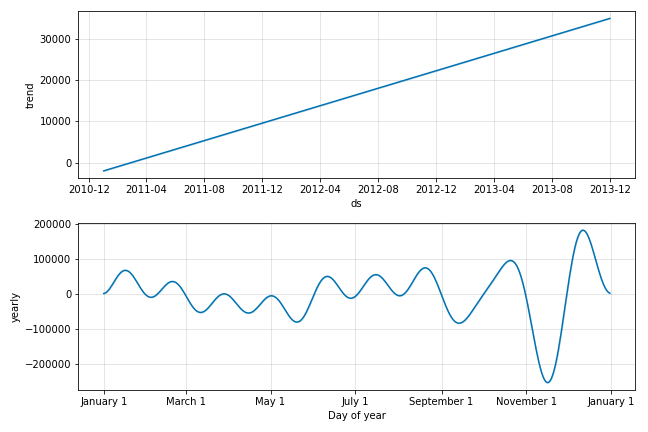 30000
20000
10000
0
trend
2010-12 2011-04 2011-08 2011-12 2012-04 2012-08 2012-12 2013-04 2013-08 2013-12
ds
200000
100000
0
−100000
−200000
yearly
January 1 March 1 May 1 July 1 September 1 November 1 January 1
Day of year